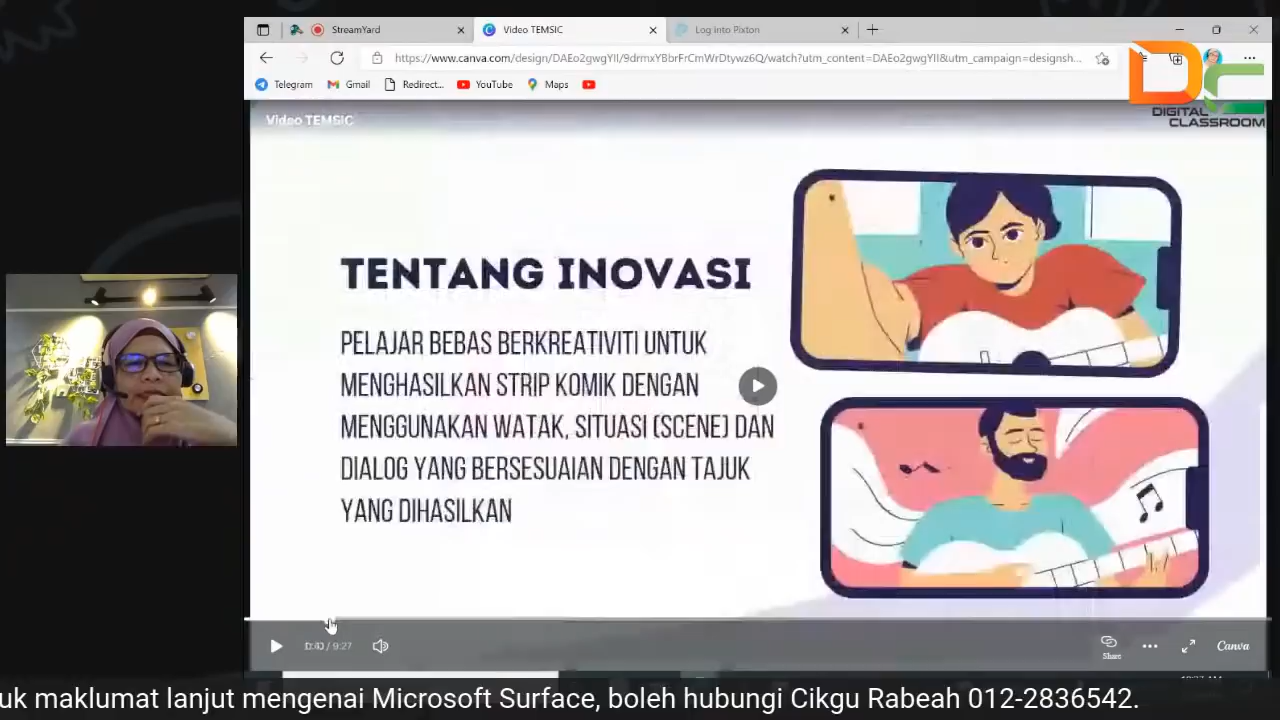 StreamYard
Video TEMSIC
Log into Pixton
https://www.canva.com/design/DAEo2gwgYlI/9drmxYBbrFrCmWrDtywz6Q/watch?utm_content=DAEo2gwgYlI&utm_campaign=designsh...
Telegram
Gmail
Redirect...
YouTube
Maps
DC
DIGITAL
CLASSROOM
Video TEMSIC
TENTANG INOVASI
PELAJAR BEBAS BERKREATIVITI UNTUK
MENGHASILKAN STRIP KOMIK DENGAN
MENGGUNAKAN WATAK, SITUASI (SCENE) DAN
DIALOG YANG BERSESUAIAN DENGAN TAJUK
YANG DIHASILKAN
/ 9:27
Share
Canva
uk maklumat lanjut mengenai Microsoft Surface, boleh hubungi Cikgu Rabeah 012-2836542.